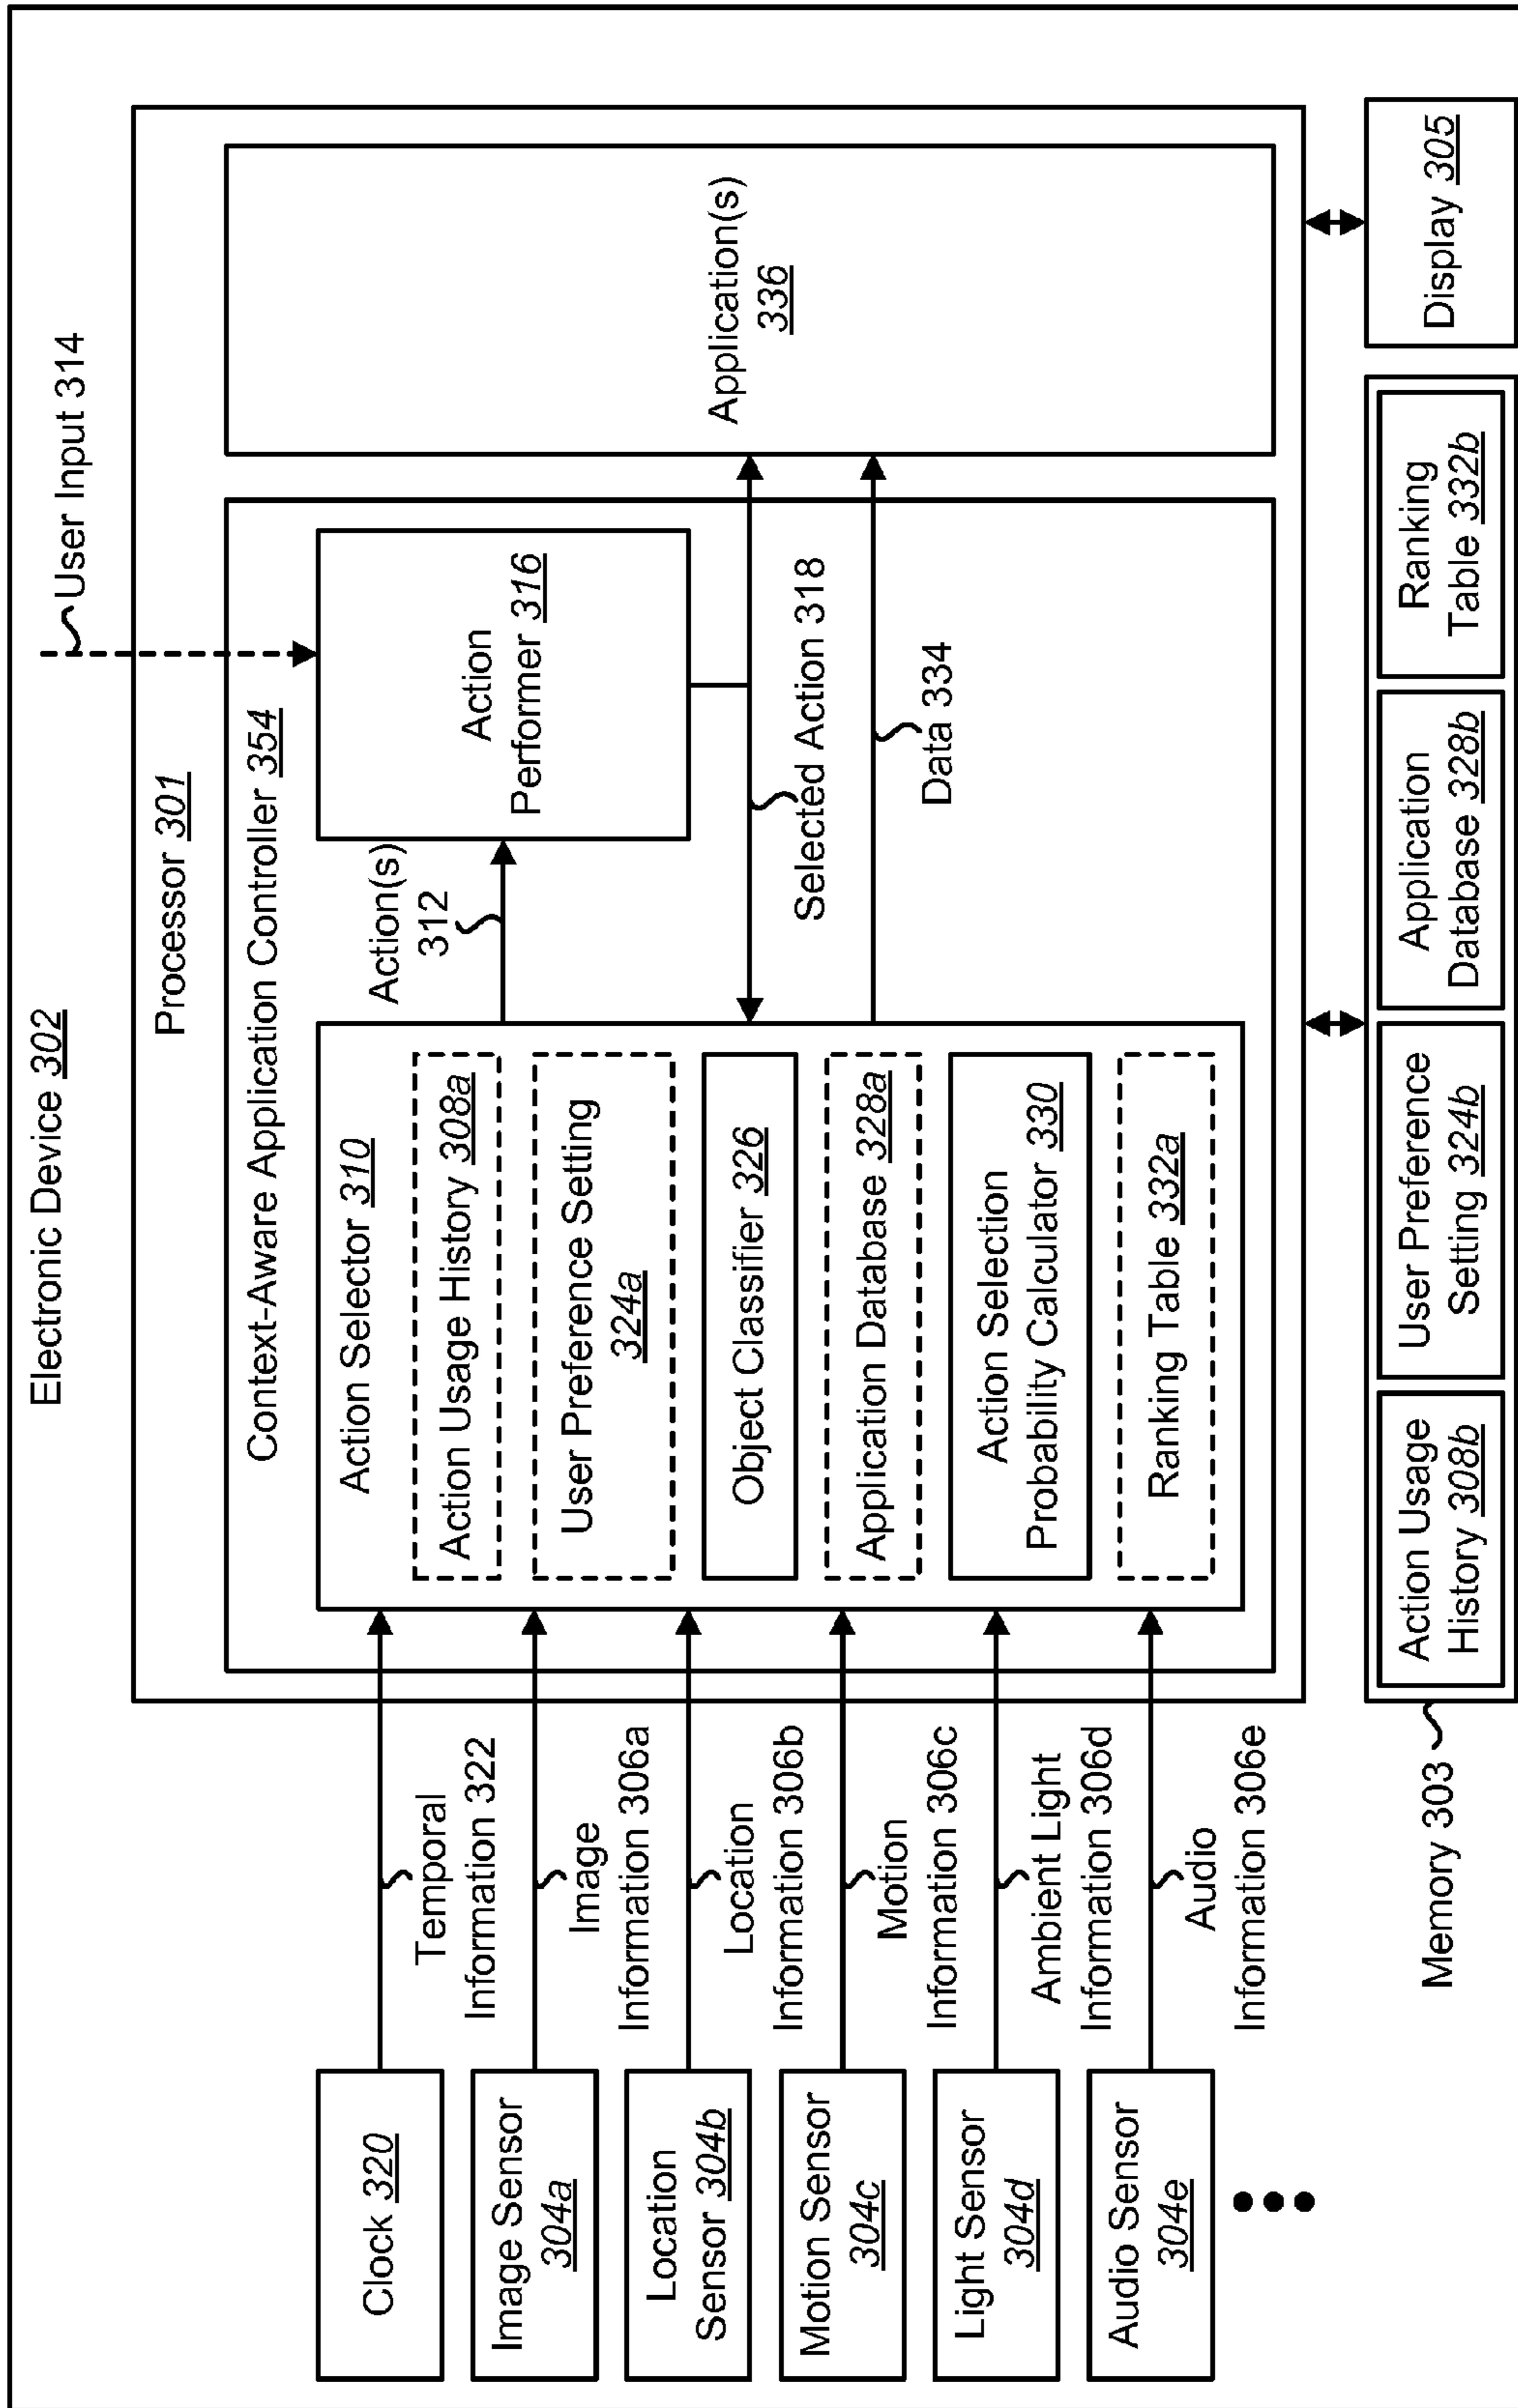 Electronic Device 302
User Input 314
Processor 301
Context-Aware Application Controller 354
Clock 320
Temporal
Information 322
Image Sensor
304a
Image
Information 306a
Location
Sensor 304b
Location
Information 306b
Motion Sensor
304c
Motion
Information 306c
Light Sensor
304d
Ambient Light
Information 306d
Audio Sensor
304e
Audio
Information 306e
Action Selector 310
Action Usage History 308a
User Preference Setting
324a
Object Classifier 326
Application Database 328a
Action Selection
Probability Calculator 330
Ranking Table 332a
Action(s)
312
Action
Performer 316
Selected Action 318
Data 334
Application(s)
336
Memory 303
Action Usage
History 308b
User Preference
Setting 324b
Application
Database 328b
Ranking
Table 332b
Display 305